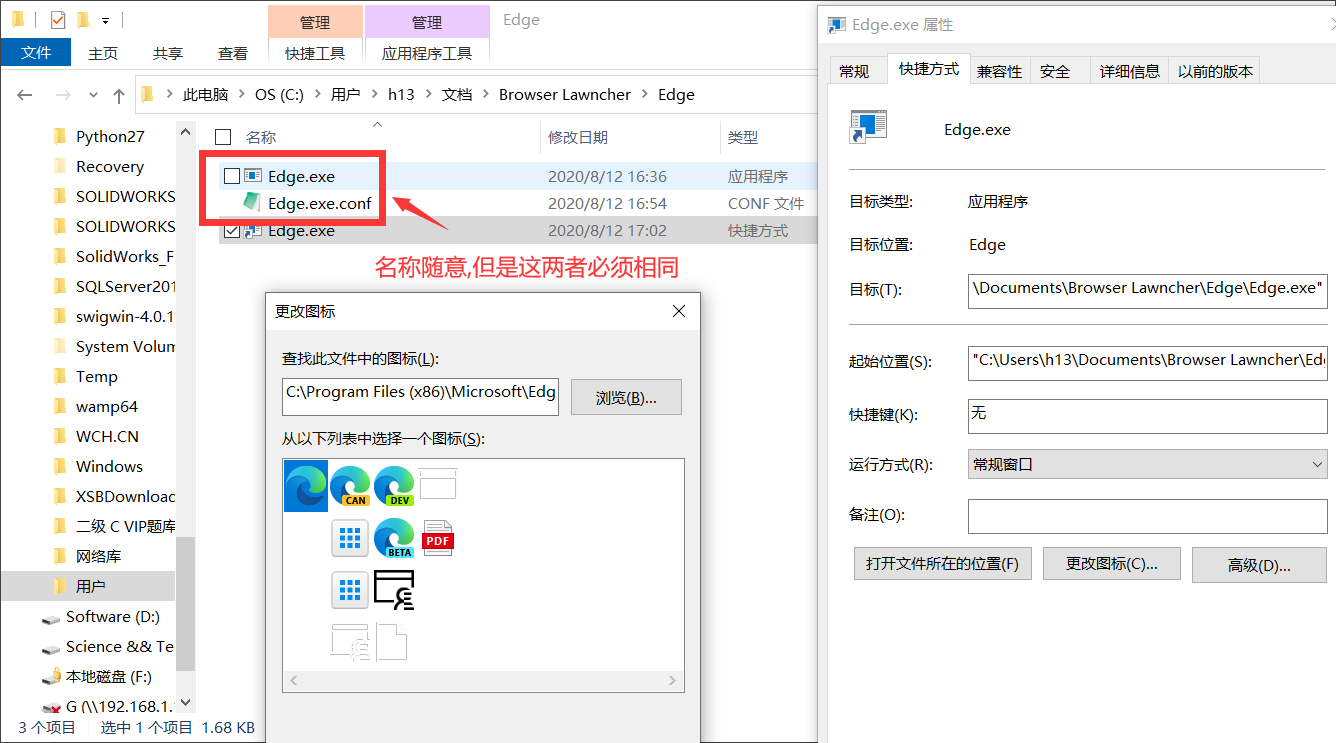 管理
管理
Edge
文件
主页
共享
查看
快捷工具
应用程序工具
此电脑 > OS (C:) > 用户 > h13 > 文档 > Browser Lawncher > Edge
Python27
Recovery
SOLIDWORKS
SOLIDWORKS
SolidWorks_F
SQLServer201
swigwin-4.0.1
System Volum
Temp
wamp64
WCH.CN
Windows
XSBDownload
二级 C VIP题库
网络库
用户
Software (D:)
Science && Te
本地磁盘 (F:)
G (\\192.168.1.
3 个项目 选中 1 个项目 1.68 KB
名称 修改日期 类型
Edge.exe 2020/8/12 16:36 应用程序
Edge.exe.conf 2020/8/12 16:54 CONF 文件
Edge.exe 2020/8/12 17:02 快捷方式
名称随意,但是这两者必须相同
更改图标
查找此文件中的图标(L):
C:\Program Files (x86)\Microsoft\Edg
浏览(B)...
从以下列表中选择一个图标(S):
CAN
DEV
BETA
PDF
Edge.exe 属性
常规
快捷方式
兼容性
安全
详细信息
以前的版本
Edge.exe
目标类型: 应用程序
目标位置: Edge
目标(T): \Documents\Browser Lawncher\Edge\Edge.exe"
起始位置(S): "C:\Users\h13\Documents\Browser Lawncher\Ed
快捷键(K): 无
运行方式(R): 常规窗口
备注(O):
打开文件所在的位置(F)
更改图标(C)...
高级(D)...